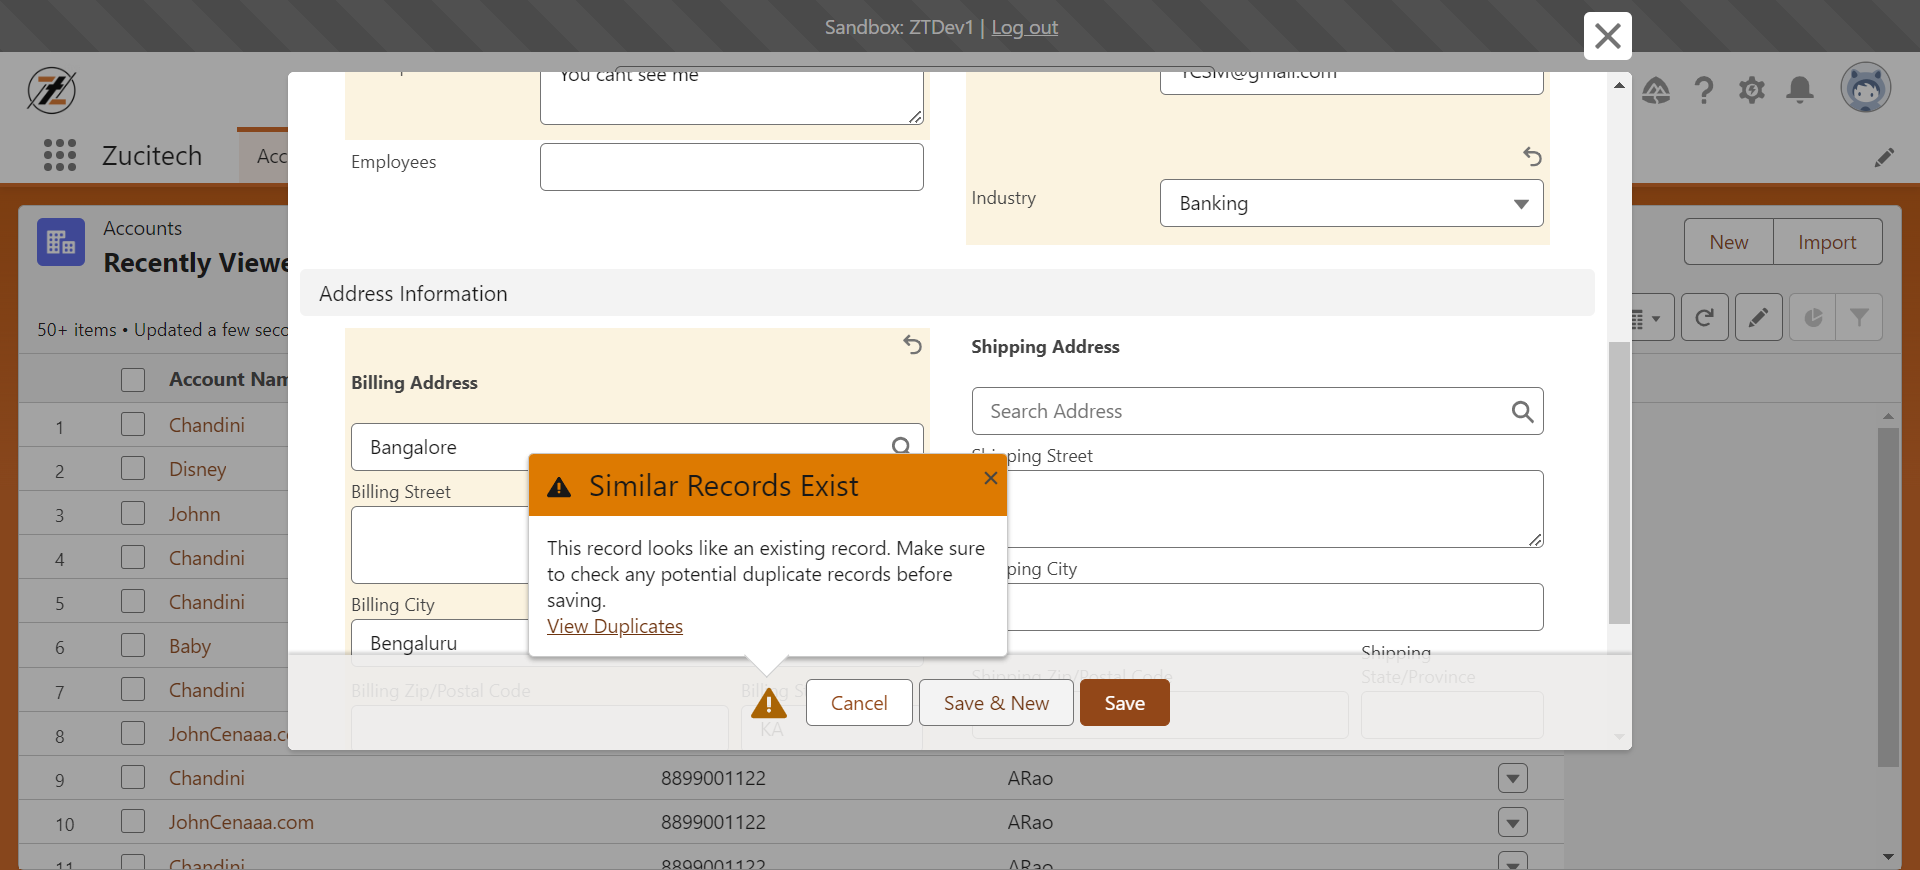 Sandbox: ZTDev1 | Log out
You cant see me
Employees
Industry
Banking
Zucitech
Acc
Accounts
Recently Viewe
50+ items • Updated a few seco
New
Import
Address Information
Billing Address
Bangalore
Billing Street
Billing City
Bengaluru
Billing Zip/Postal Code
KA
Shipping Address
Search Address
Shipping Street
Shipping City
Shipping Zip/Postal Code
Shipping
State/Province
Similar Records Exist
This record looks like an existing record. Make sure
to check any potential duplicate records before
saving.
View Duplicates
Cancel
Save & New
Save
Account Nam
1 Chandini
2 Disney
3 Johnn
4 Chandini
5 Chandini
6 Baby
7 Chandini
8 JohnCenaaa.c
9 Chandini 8899001122 ARao
10 JohnCenaaa.com 8899001122 ARao
11 Chandini 8899001122 ARao